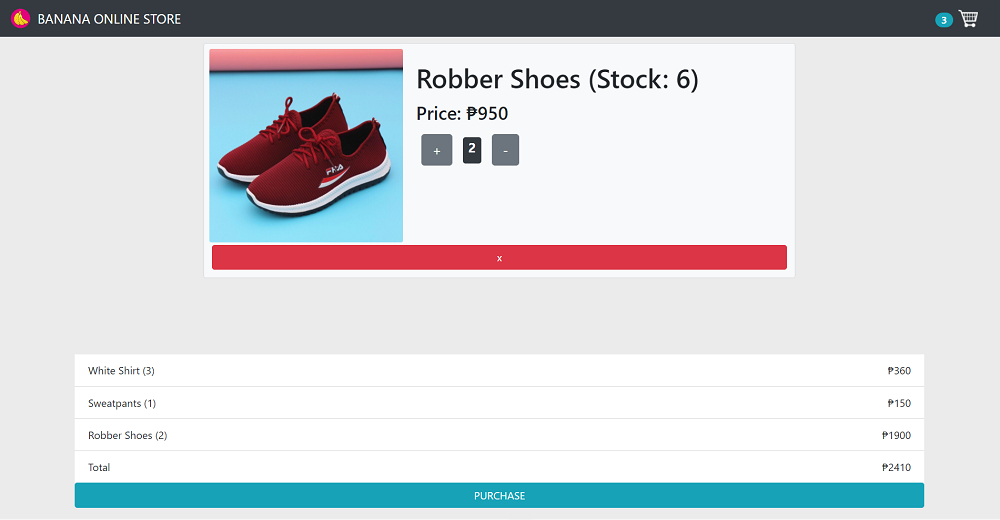 BANANA ONLINE STORE
3
Robber Shoes (Stock: 6)
Price: ₱950
+ 2 -
x
White Shirt (3) ₱360
Sweatpants (1) ₱150
Robber Shoes (2) ₱1900
Total ₱2410
PURCHASE